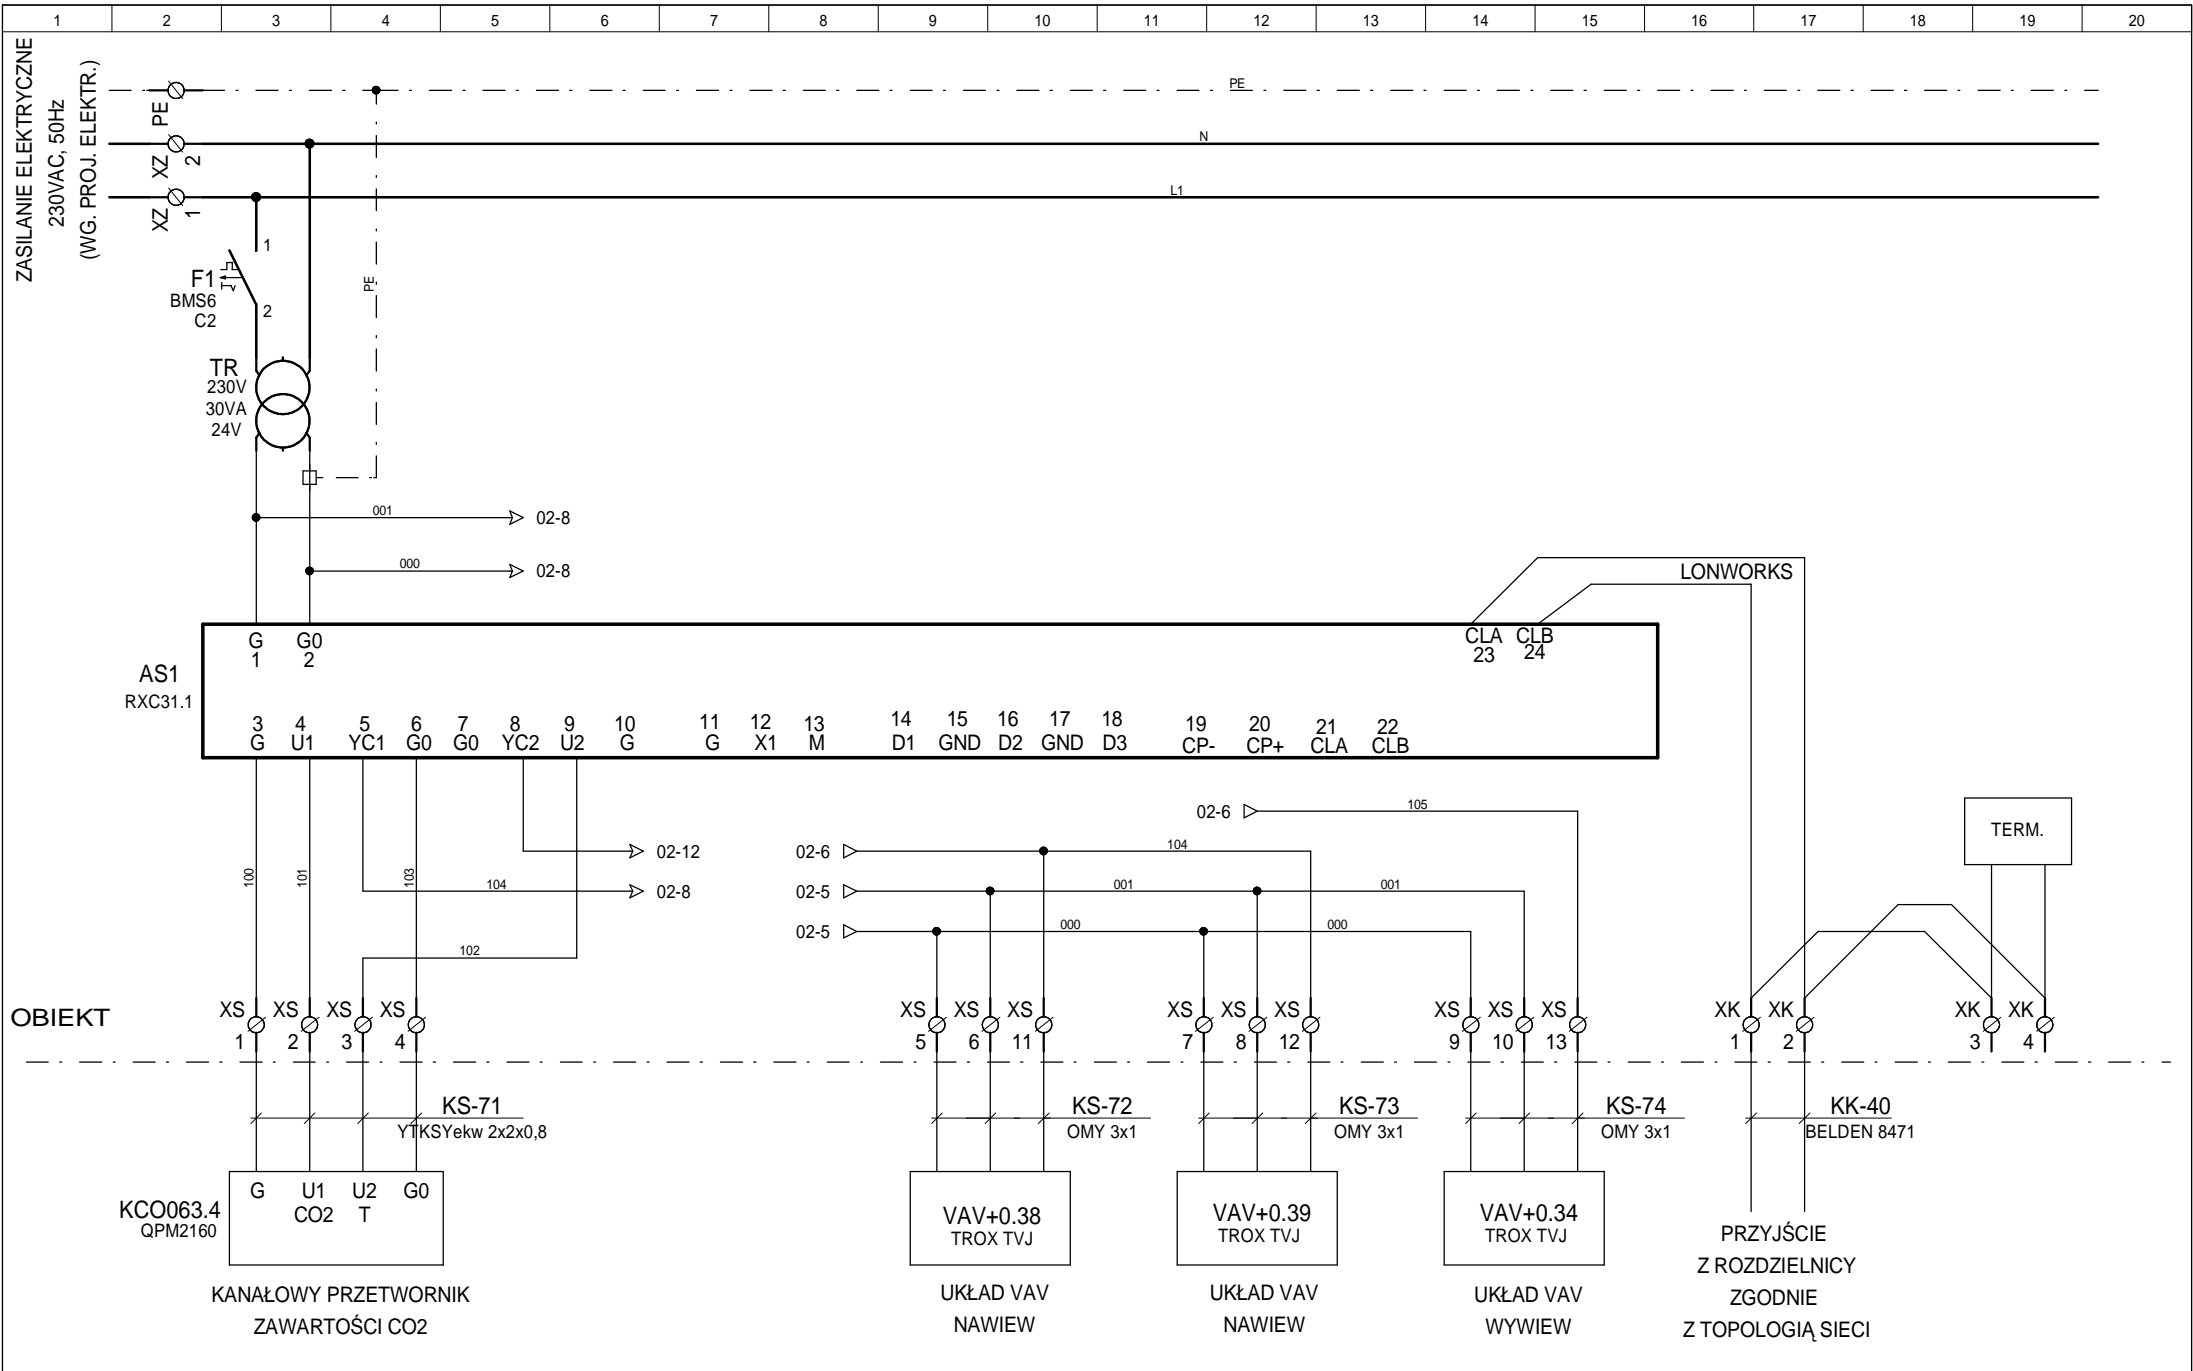 1 2 3 4 5 6 7 8 9 10 11 12 13 14 15 16 17 18 19 20
ZASILANIE ELEKTRYCZNE
230VAC, 50Hz
(WG. PROJ. ELEKTR.)
PE
XZ 2
XZ 1
PE
N
L1
1
F1
BMS6
C2
2
PE
TR
230V
30VA
24V
001 02-8
000 02-8
LONWORKS
AS1
RXC31.1
G G0 CLA CLB
1 2 23 24
3 4 5 6 7 8 9 10 11 12 13 14 15 16 17 18 19 20 21 22
G U1 YC1 G0 G0 YC2 U2 G G X1 M D1 GND D2 GND D3 CP- CP+ CLA CLB
02-6 105
TERM.
02-12 02-6 104
100 101 103
104 02-8 02-5 001 001
02-5 000 000
102
OBIEKT
XS XS XS XS XS XS XS XS XS XS XS XS XS XK XK XK XK
1 2 3 4 5 6 11 7 8 12 9 10 13 1 2 3 4
KS-71 KS-72 KS-73 KS-74 KK-40
YTKSYekw 2x2x0,8 OMY 3x1 OMY 3x1 OMY 3x1 BELDEN 8471
KCO063.4
QPM2160
G U1 U2 G0
CO2 T
VAV+0.38
TROX TVJ
VAV+0.39
TROX TVJ
VAV+0.34
TROX TVJ
KANAŁOWY PRZETWORNIK
ZAWARTOŚCI CO2
UKŁAD VAV
NAWIEW
UKŁAD VAV
NAWIEW
UKŁAD VAV
WYWIEW
PRZYJŚCIE
Z ROZDZIELNICY
ZGODNIE
Z TOPOLOGIĄ SIECI